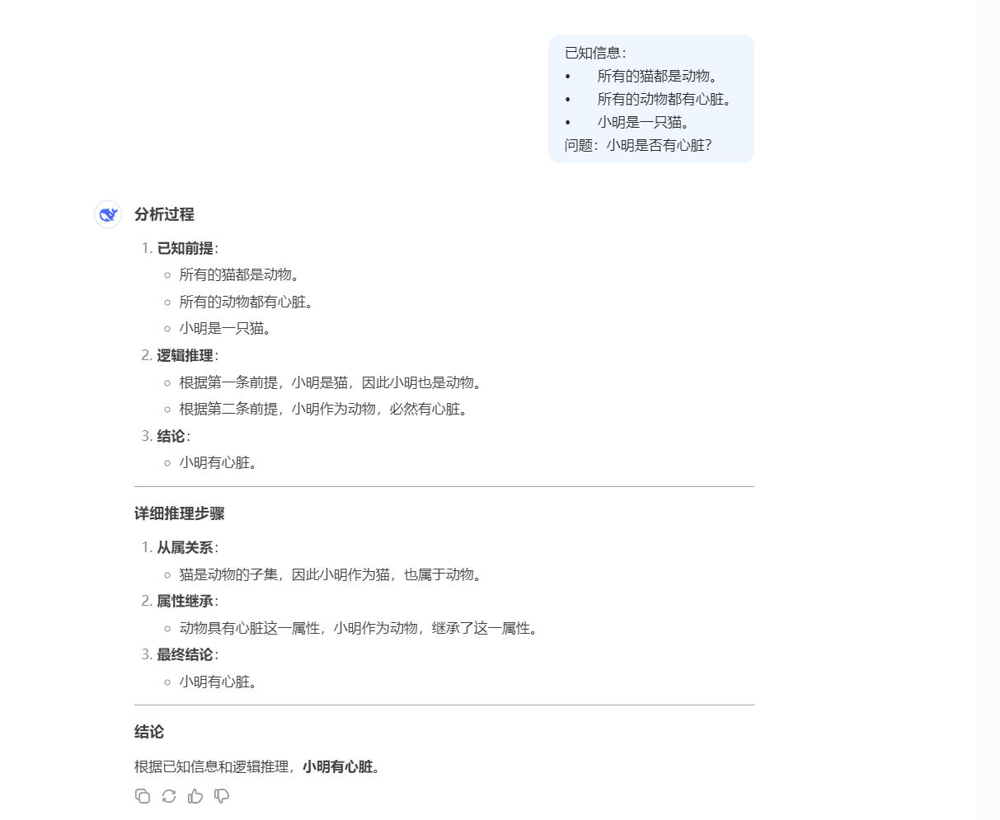 已知信息：
• 所有的猫都是动物。
• 所有的动物都有心脏。
• 小明是一只猫。
问题：小明是否有心脏？
分析过程
1. 已知前提：
◦ 所有的猫都是动物。
◦ 所有的动物都有心脏。
◦ 小明是一只猫。
2. 逻辑推理：
◦ 根据第一条前提，小明是猫，因此小明也是动物。
◦ 根据第二条前提，小明作为动物，必然有心脏。
3. 结论：
◦ 小明有心脏。
详细推理步骤
1. 从属关系：
◦ 猫是动物的子集，因此小明作为猫，也属于动物。
2. 属性继承：
◦ 动物具有心脏这一属性，小明作为动物，继承了这一属性。
3. 最终结论：
◦ 小明有心脏。
结论
根据已知信息和逻辑推理，小明有心脏。